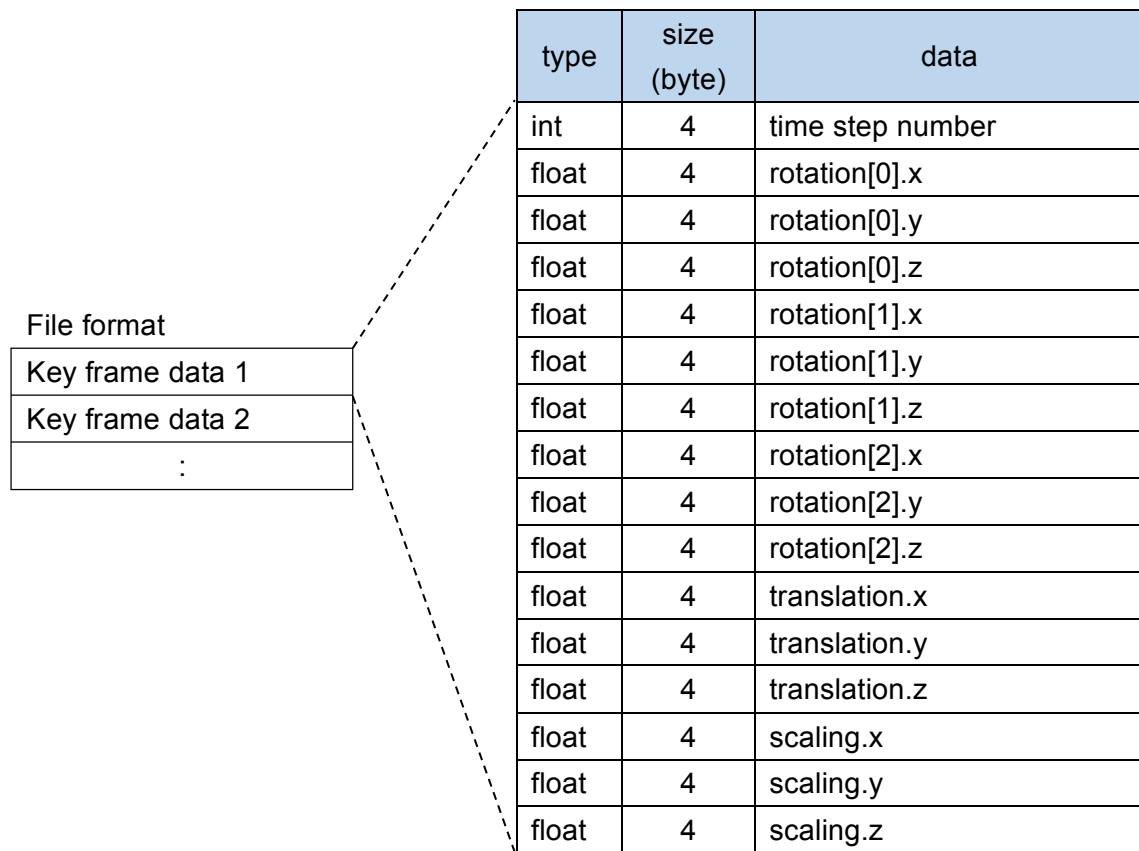 type size (byte) data
int 4 time step number
float 4 rotation[0].x
float 4 rotation[0].y
float 4 rotation[0].z
float 4 rotation[1].x
float 4 rotation[1].y
float 4 rotation[1].z
float 4 rotation[2].x
float 4 rotation[2].y
float 4 rotation[2].z
float 4 translation.x
float 4 translation.y
float 4 translation.z
float 4 scaling.x
float 4 scaling.y
float 4 scaling.z
File format
Key frame data 1
Key frame data 2
: